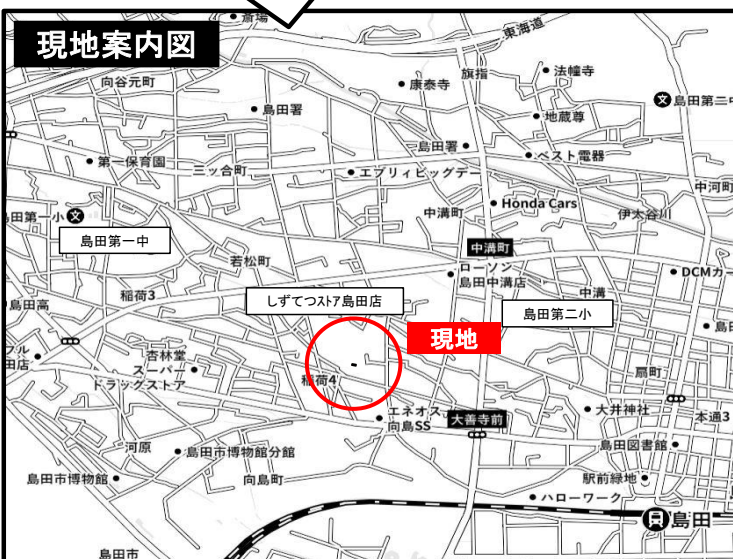 斎場
東海道
現地案内図
向谷元町
康泰寺
旗指
法幢寺
島田第二中
島田署
地蔵尊
島田署
第一保育園
三ッ合町
エブリィビッグデー
ベスト電器
中河町
島田第一小
中溝町
Honda Cars
伊太谷川
島田第一中
中溝町
若松町
ローソン
島田中溝店
DCMカー
稲荷3
しずてつストア島田店
中溝
島田高
島田第二小
現地
杏林堂
スーパー
ドラッグストア
稲荷4
扇町
エネオス
向島SS
大善寺前
大井神社
本通3
河原
島田市博物館分館
島田図書館
島田市博物館
向島町
駅前緑地
ハローワーク
島田
島田市